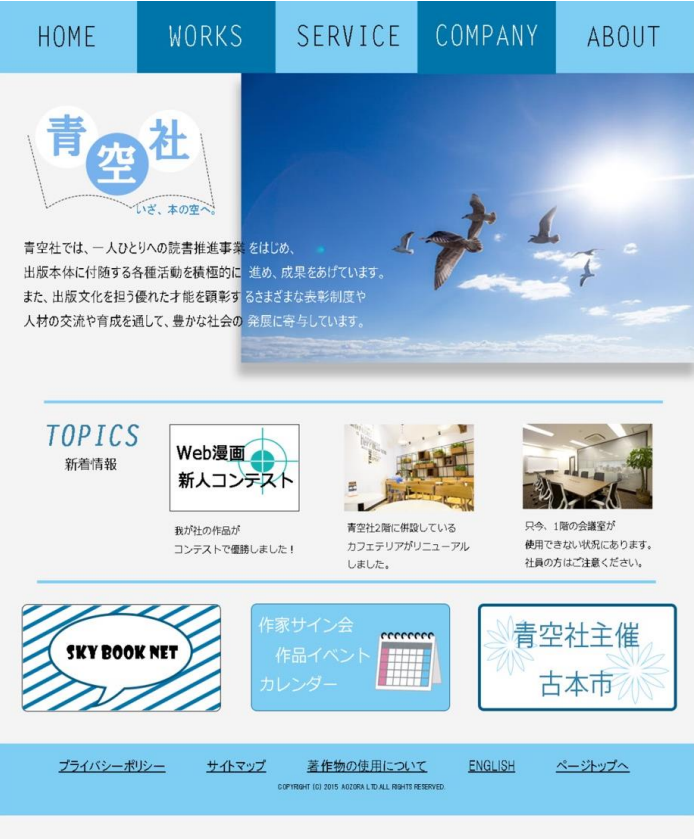 HOME WORKS SERVICE COMPANY ABOUT
青空社
いざ、本の空へ。
青空社では、一人ひとりへの読書推進事業をはじめ、
出版本体に付随する各種活動を積極的に 進め、成果をあげています。
また、出版文化を担う優れた才能を顕彰するさまざまな表彰制度や
人材の交流や育成を通して、豊かな社会の 発展に寄与しています。
TOPICS
新着情報
Web漫画
新人コンテスト
我が社の作品が
コンテストで優勝しました！
青空社2階に併設している
カフェテリアがリニューアル
しました。
只今、1階の会議室が
使用できない状況にあります。
社員の方はご注意ください。
SKY BOOK NET
作家サイン会
作品イベント
カレンダー
青空社主催
古本市
プライバシーポリシー サイトマップ 著作物の使用について ENGLISH ページトップへ
COPYRIGHT (C) 2015 AOZORA LTD ALL RIGHTS RESERVED.